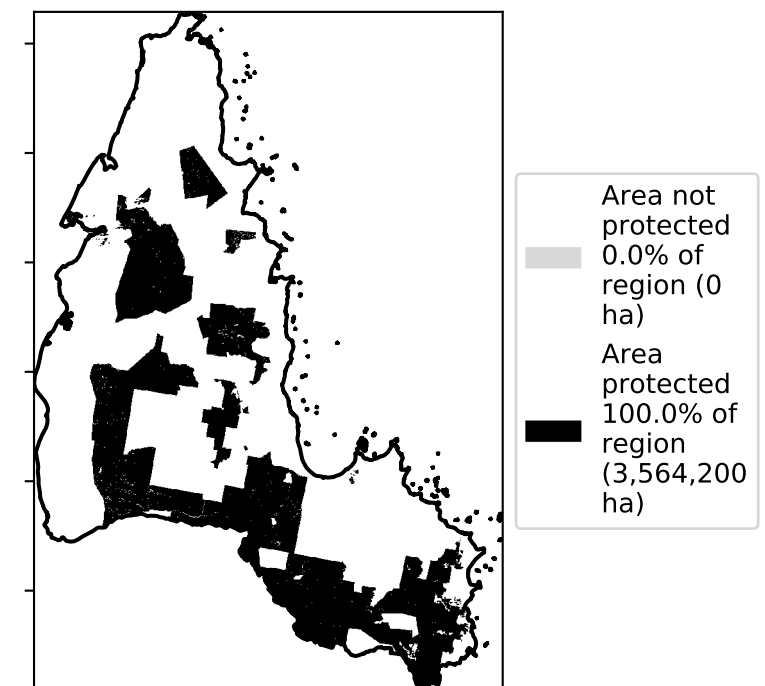 Area not
protected
0.0% of
region (0
ha)
Area
protected
100.0% of
region
(3,564,200
ha)